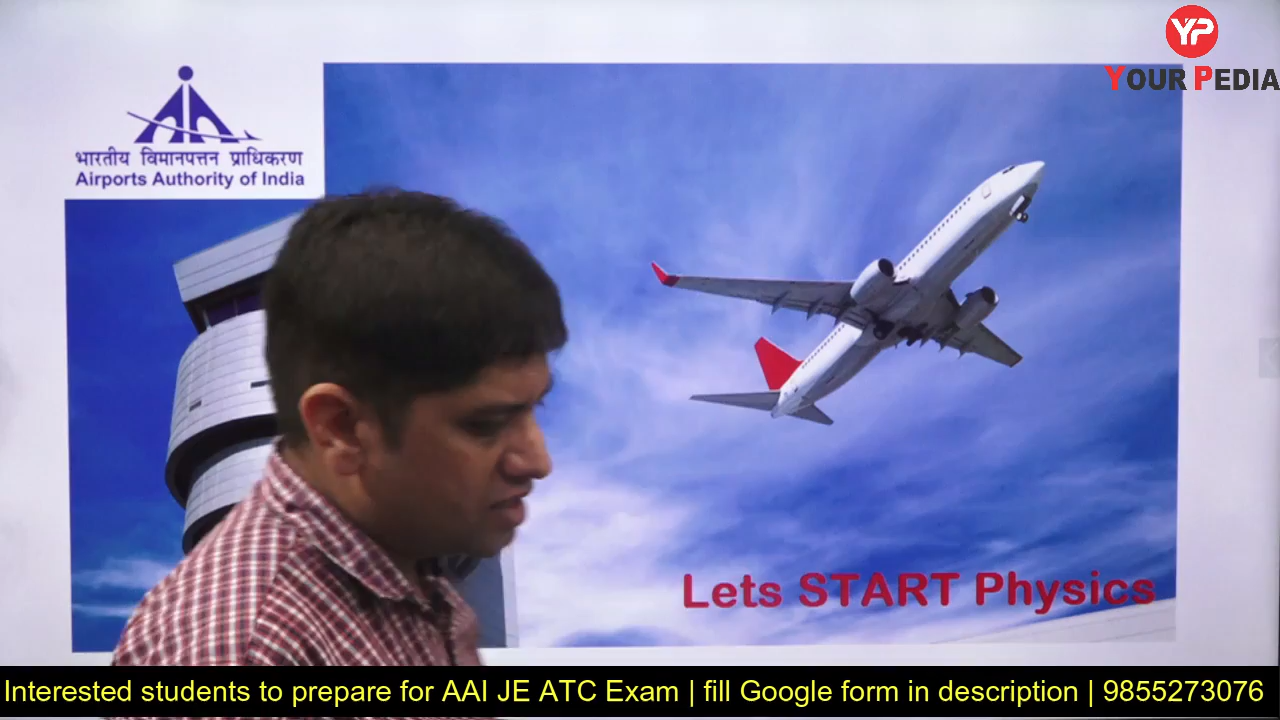 YP
YOUR PEDIA
भारतीय विमानपत्तन प्राधिकरण
Airports Authority of India
Lets START Physics
Interested students to prepare for AAI JE ATC Exam | fill Google form in description | 9855273076